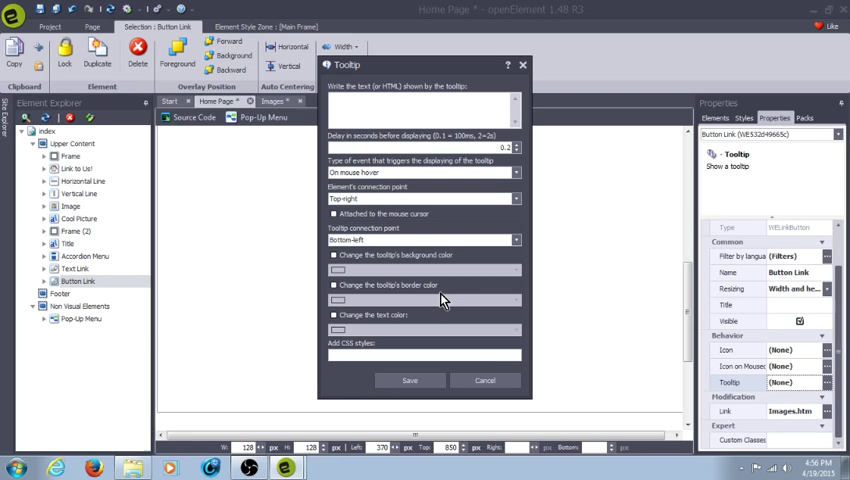 Home Page * - openElement 1.48 R3
Project
Page
Selection : Button Link
Element Style Zone : [Main Frame]
Like
Copy
Lock
Duplicate
Delete
Foreground
Forward
Background
Backward
Horizontal
Vertical
Width
Clipboard
Element
Overlay Position
Auto Centering
Site Explorer
Element Explorer
index
Upper Content
Frame
Link to Us!
Horizontal Line
Vertical Line
Image
Cool Picture
Frame (2)
Title
Accordion Menu
Text Link
Button Link
Footer
Non Visual Elements
Pop-Up Menu
Start
Home Page *
Images *
Source Code
Pop-Up Menu
Tooltip
?
Write the text (or HTML) shown by the tooltip:
Delay in seconds before displaying (0.1 = 100ms, 2=2s)
0.2
Type of event that triggers the displaying of the tooltip
On mouse hover
Element's connection point
Top-right
Attached to the mouse cursor
Tooltip connection point
Bottom-left
Change the tooltip's background color
Change the tooltip's border color
Change the text color:
Add CSS styles:
Save
Cancel
W: 128 px H: 128 px Left: 370 px Top: 850 px Right: px Bottom: px
Properties
Elements
Styles
Properties
Packs
Button Link (WE532d49665c)
- Tooltip
Show a tooltip
Type WELinkButton
Common
Filter by langua (Filters)
Name Button Link
Resizing Width and he...
Title
Visible
Behavior
Icon (None)
Icon on Mouse (None)
Tooltip (None)
Modification
Link Images.htm
Expert
Custom Classes
4:56 PM
4/19/2015